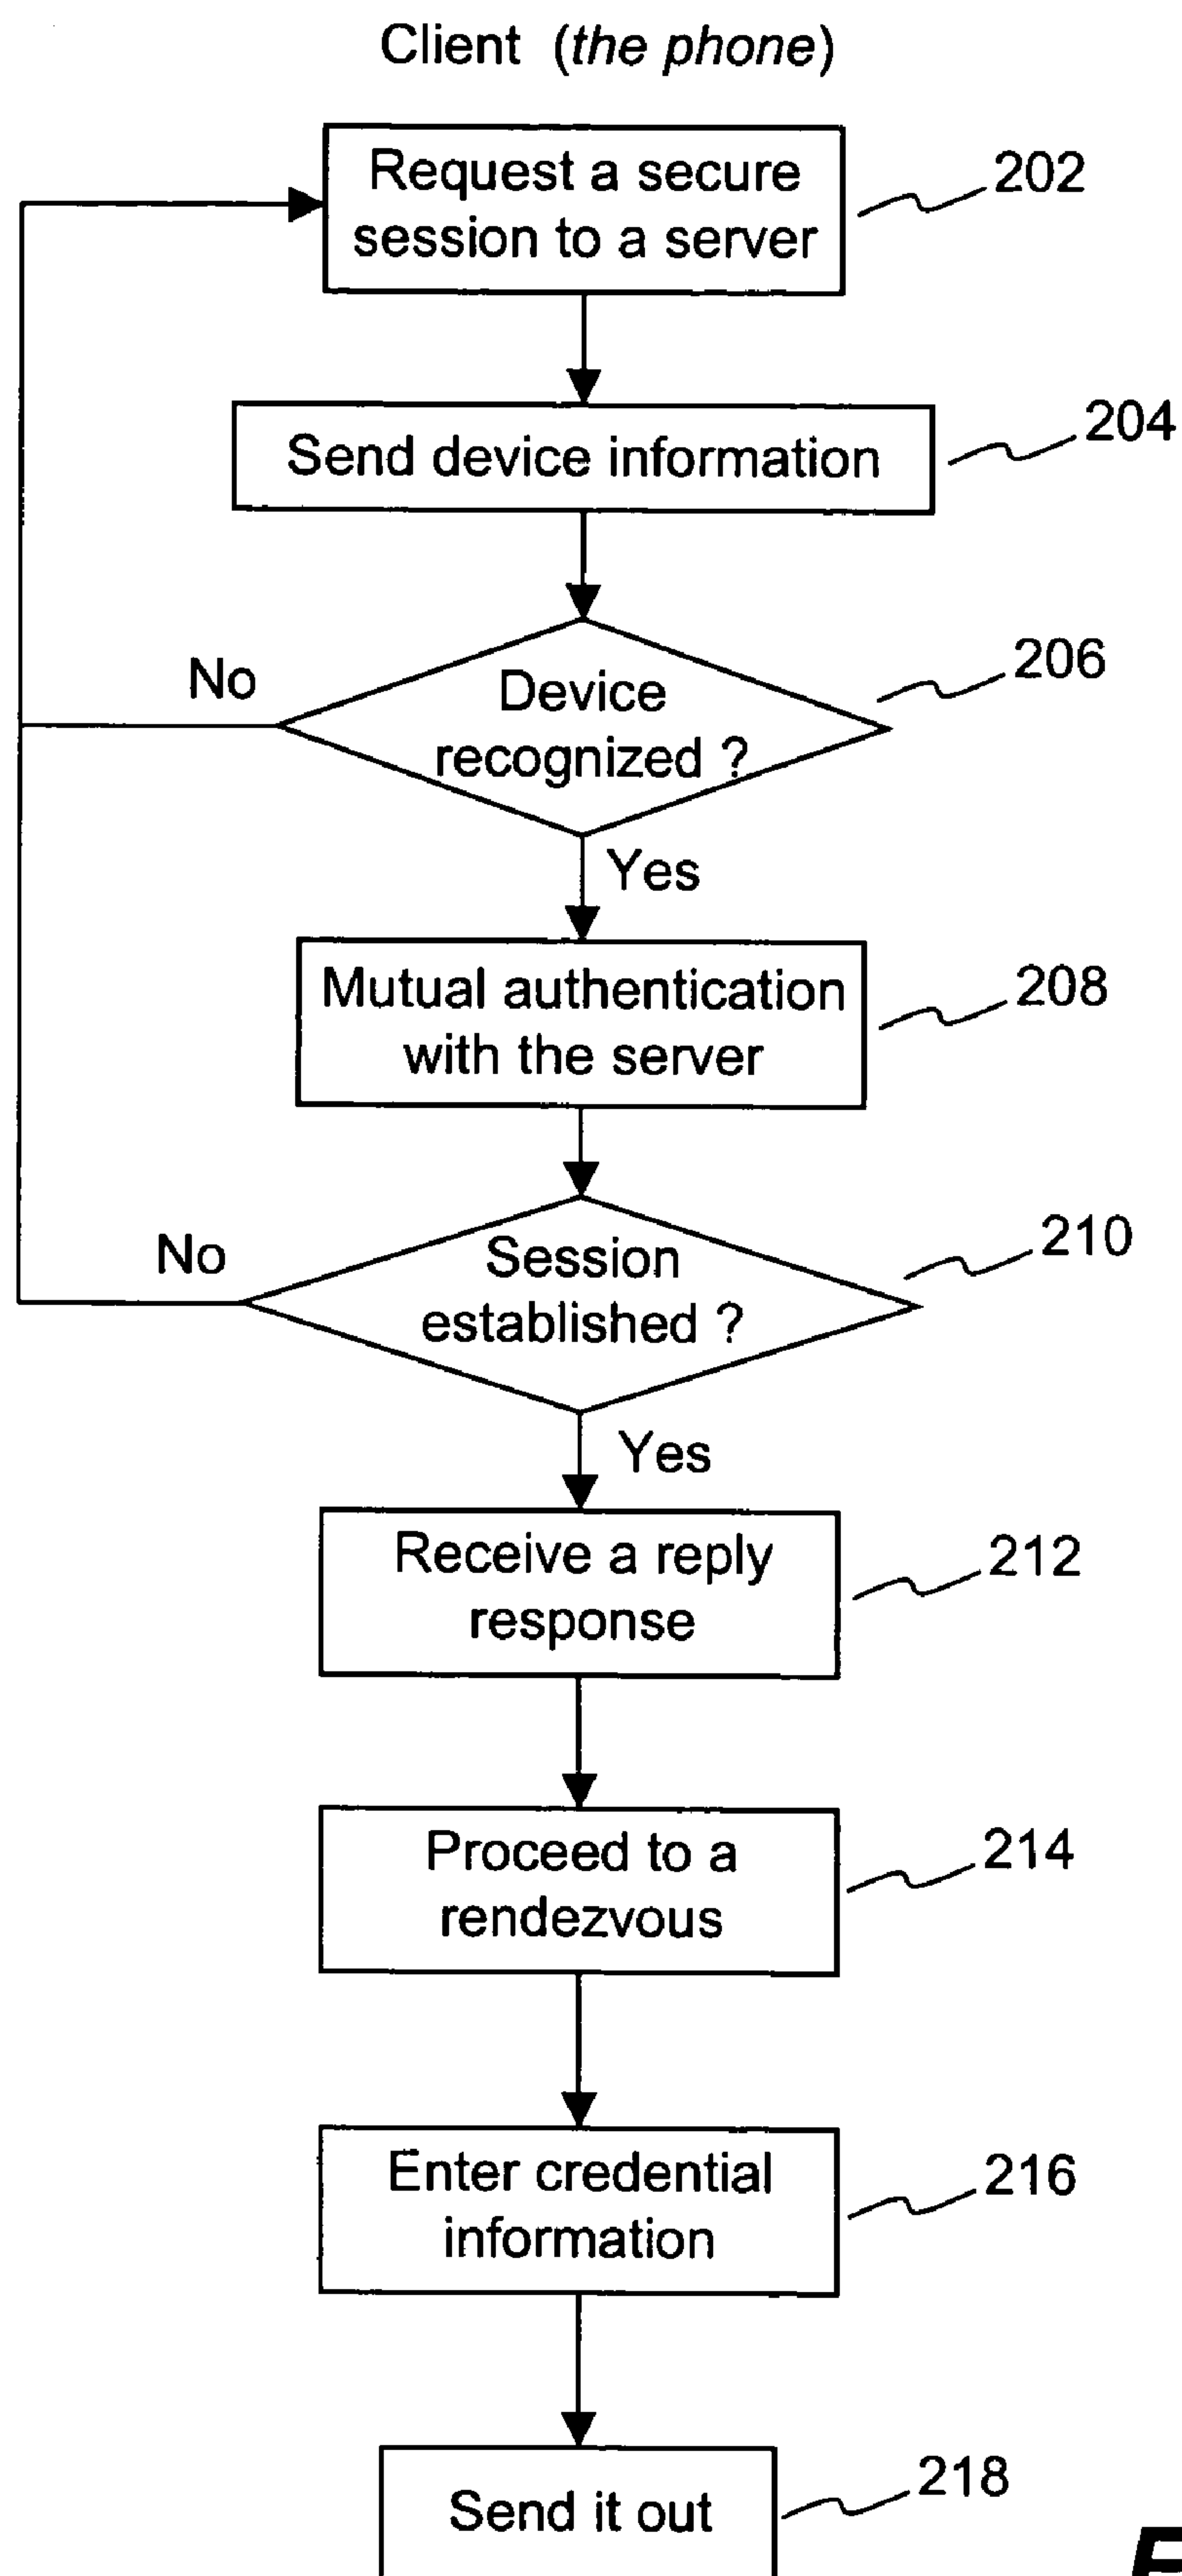 Client (the phone)
Request a secure
session to a server
202
Send device information
204
Device
recognized ?
206
No
Yes
Mutual authentication
with the server
208
Session
established ?
210
No
Yes
Receive a reply
response
212
Proceed to a
rendezvous
214
Enter credential
information
216
Send it out
218